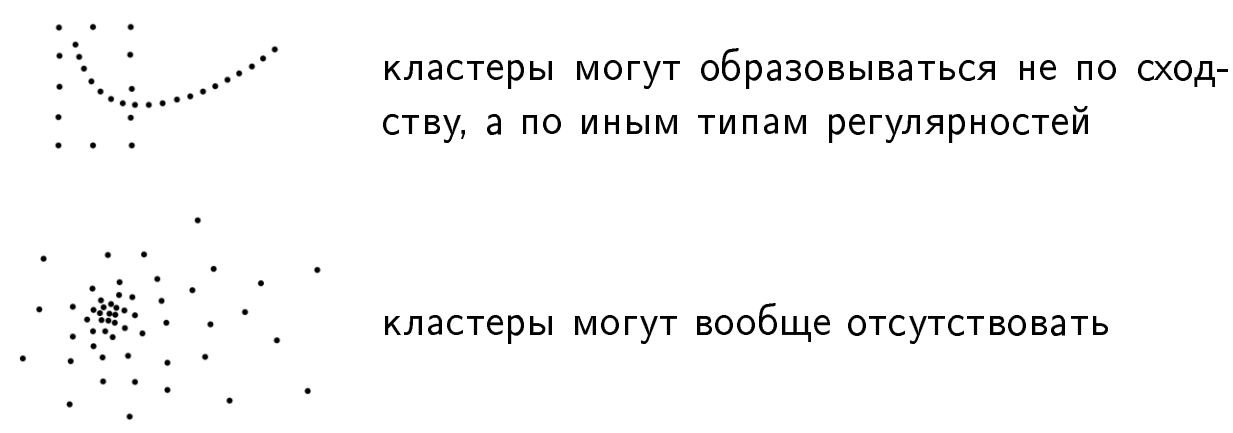 кластеры могут образовываться не по сход-
ству, а по иным типам регулярностей
кластеры могут вообще отсутствовать